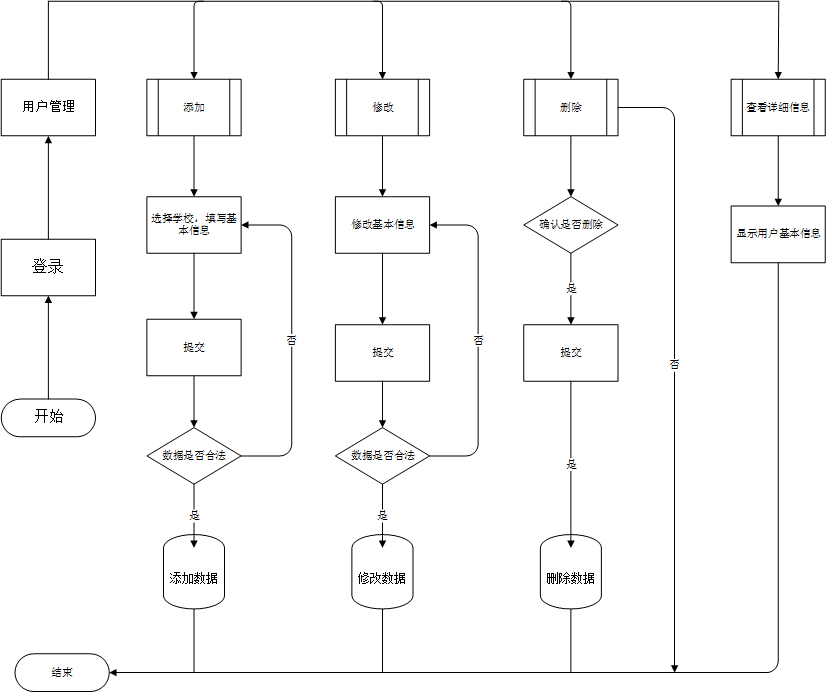 用户管理
添加
修改
删除
查看详细信息
选择学校，填写基
本信息
修改基本信息
确认是否删除
显示用户基本信息
登录
是
提交
提交
提交
否
否
否
开始
数据是否合法
数据是否合法
是
是
是
添加数据
修改数据
删除数据
结束